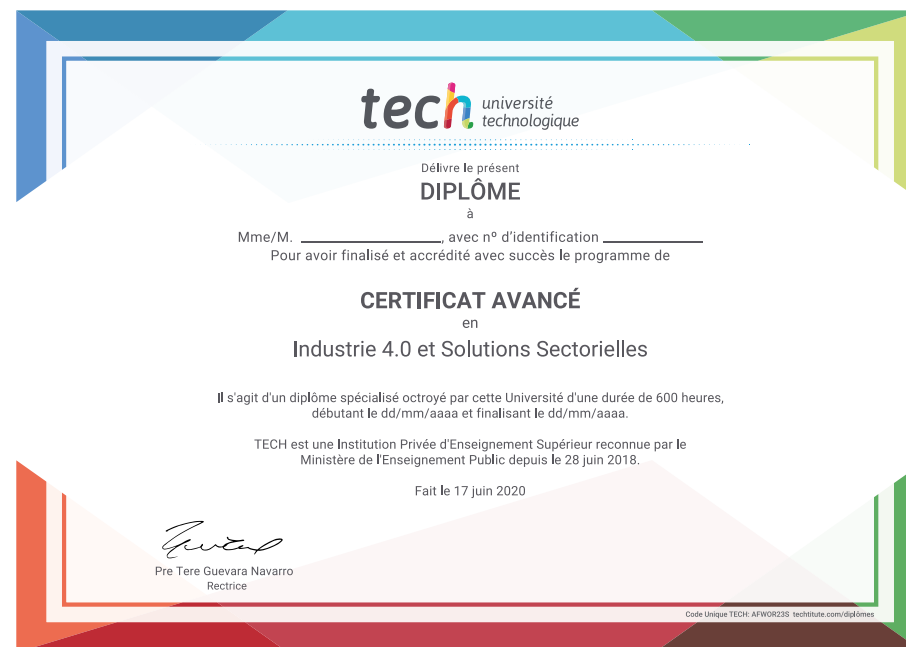 tech université
technologique
Délivre le présent
DIPLÔME
à
Mme/M. ____________________, avec nº d'identification ______________
Pour avoir finalisé et accrédité avec succès le programme de
CERTIFICAT AVANCÉ
en
Industrie 4.0 et Solutions Sectorielles
Il s'agit d'un diplôme spécialisé octroyé par cette Université d'une durée de 600 heures,
débutant le dd/mm/aaaa et finalisant le dd/mm/aaaa.
TECH est une Institution Privée d'Enseignement Supérieur reconnue par le
Ministère de l'Enseignement Public depuis le 28 juin 2018.
Fait le 17 juin 2020
Pre Tere Guevara Navarro
Rectrice
Code Unique TECH: AFWOR23S techtitute.com/diplômes